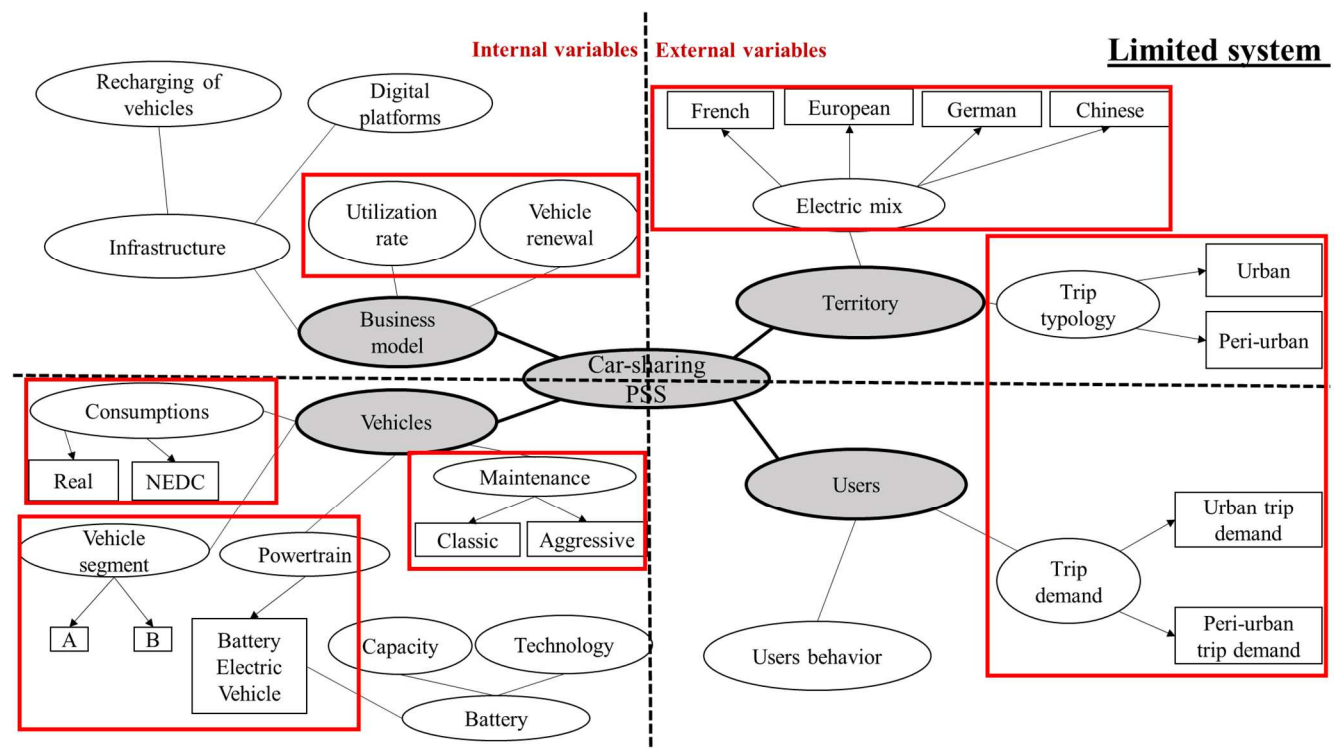 Internal variables
External variables
Limited system
Recharging of
vehicles
Digital
platforms
Infrastructure
Utilization
rate
Vehicle
renewal
Business
model
French
European
German
Chinese
Electric mix
Territory
Trip
typology
Urban
Peri-urban
Car-sharing
PSS
Consumptions
Real
NEDC
Vehicles
Maintenance
Classic
Aggressive
Vehicle
segment
A
B
Powertrain
Battery
Electric
Vehicle
Capacity
Technology
Battery
Users
Users behavior
Trip
demand
Urban trip
demand
Peri-urban
trip demand